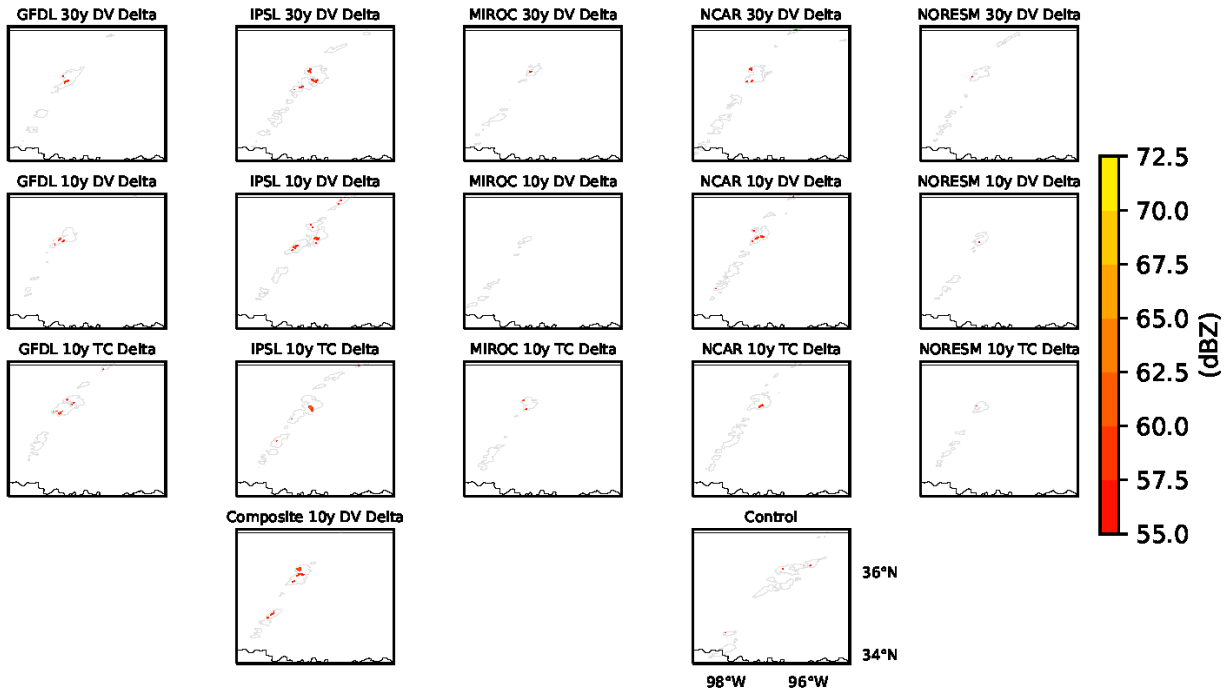 GFDL 30y DV Delta
IPSL 30y DV Delta
MIROC 30y DV Delta
NCAR 30y DV Delta
NORESM 30y DV Delta
GFDL 10y DV Delta
IPSL 10y DV Delta
MIROC 10y DV Delta
NCAR 10y DV Delta
NORESM 10y DV Delta
GFDL 10y TC Delta
IPSL 10y TC Delta
MIROC 10y TC Delta
NCAR 10y TC Delta
NORESM 10y TC Delta
Composite 10y DV Delta
Control
36°N
34°N
98°W
96°W
72.5
70.0
67.5
65.0
62.5
60.0
57.5
55.0
(dBZ)